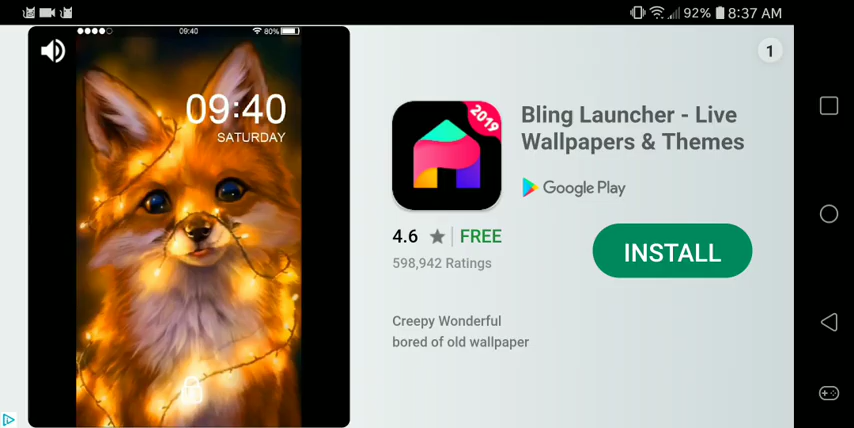 92% 8:37 AM
09:40 80%
09:40
SATURDAY
1
2019
Bling Launcher - Live
Wallpapers & Themes
Google Play
4.6 FREE
598,942 Ratings
INSTALL
Creepy Wonderful
bored of old wallpaper